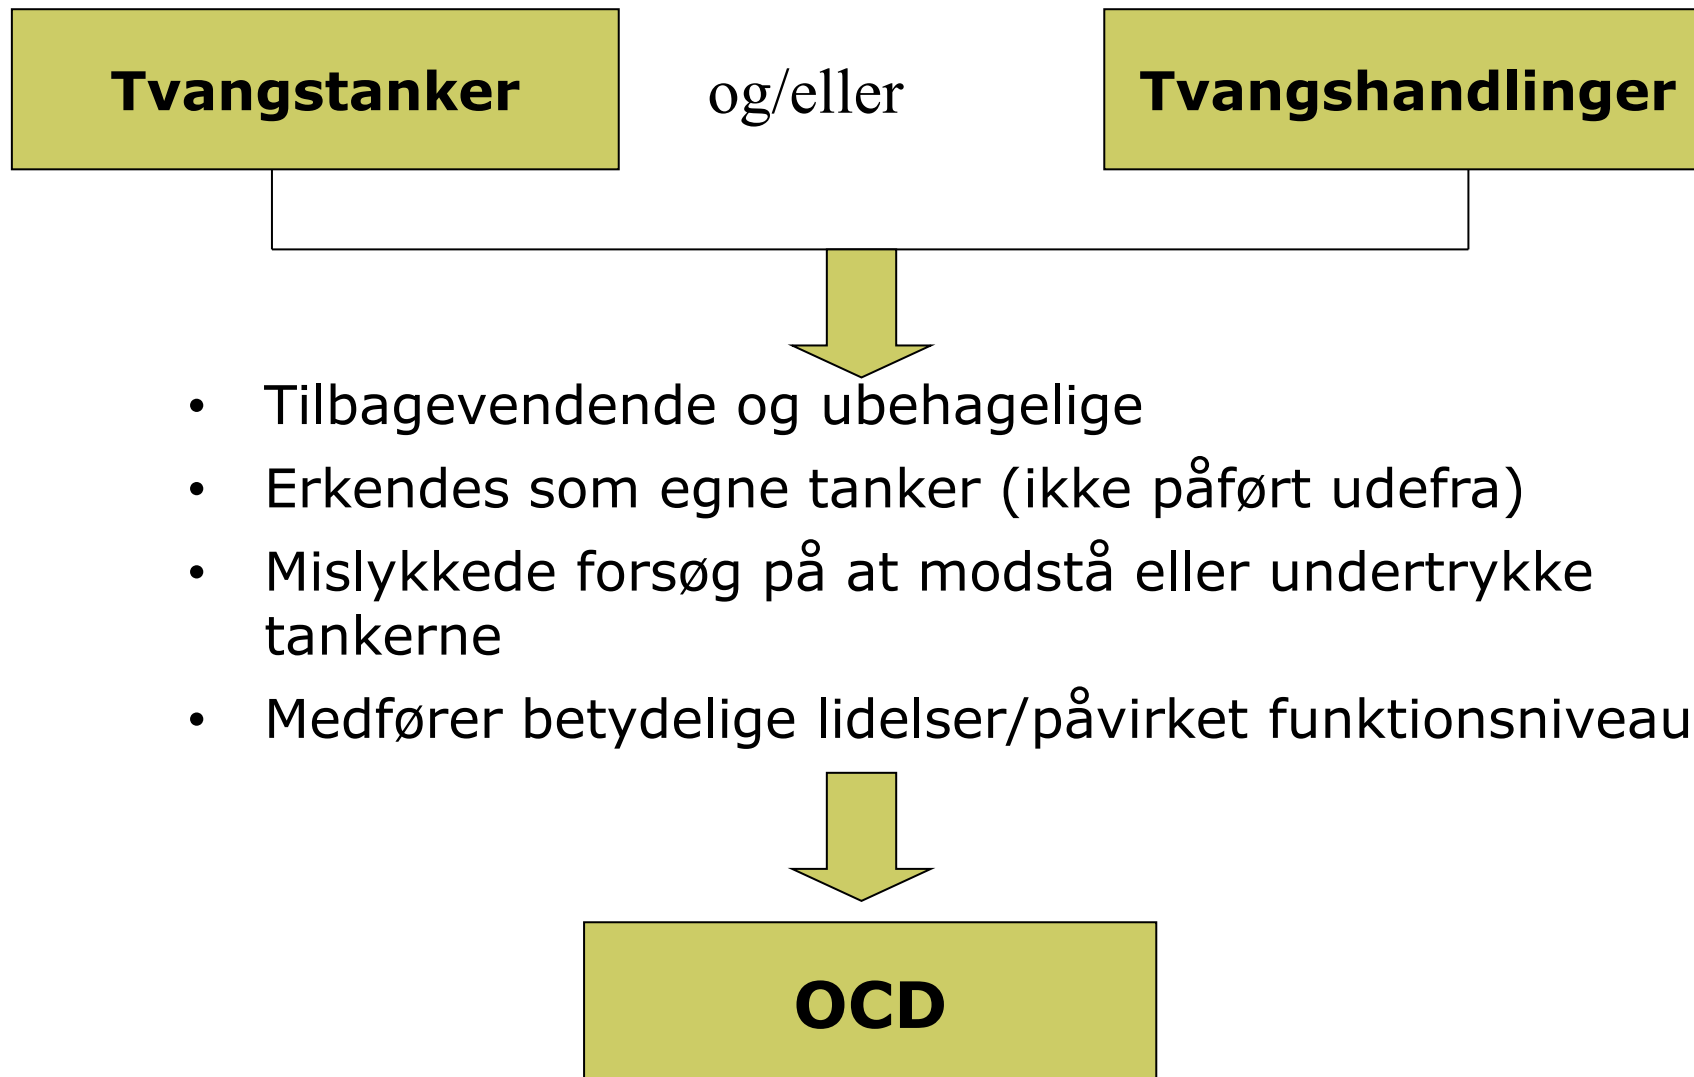 Tvangstanker og/eller Tvangshandlinger
• Tilbagevendende og ubehagelige
• Erkendes som egne tanker (ikke påført udefra)
• Mislykkede forsøg på at modstå eller undertrykke
tankerne
• Medfører betydelige lidelser/påvirket funktionsniveau
OCD